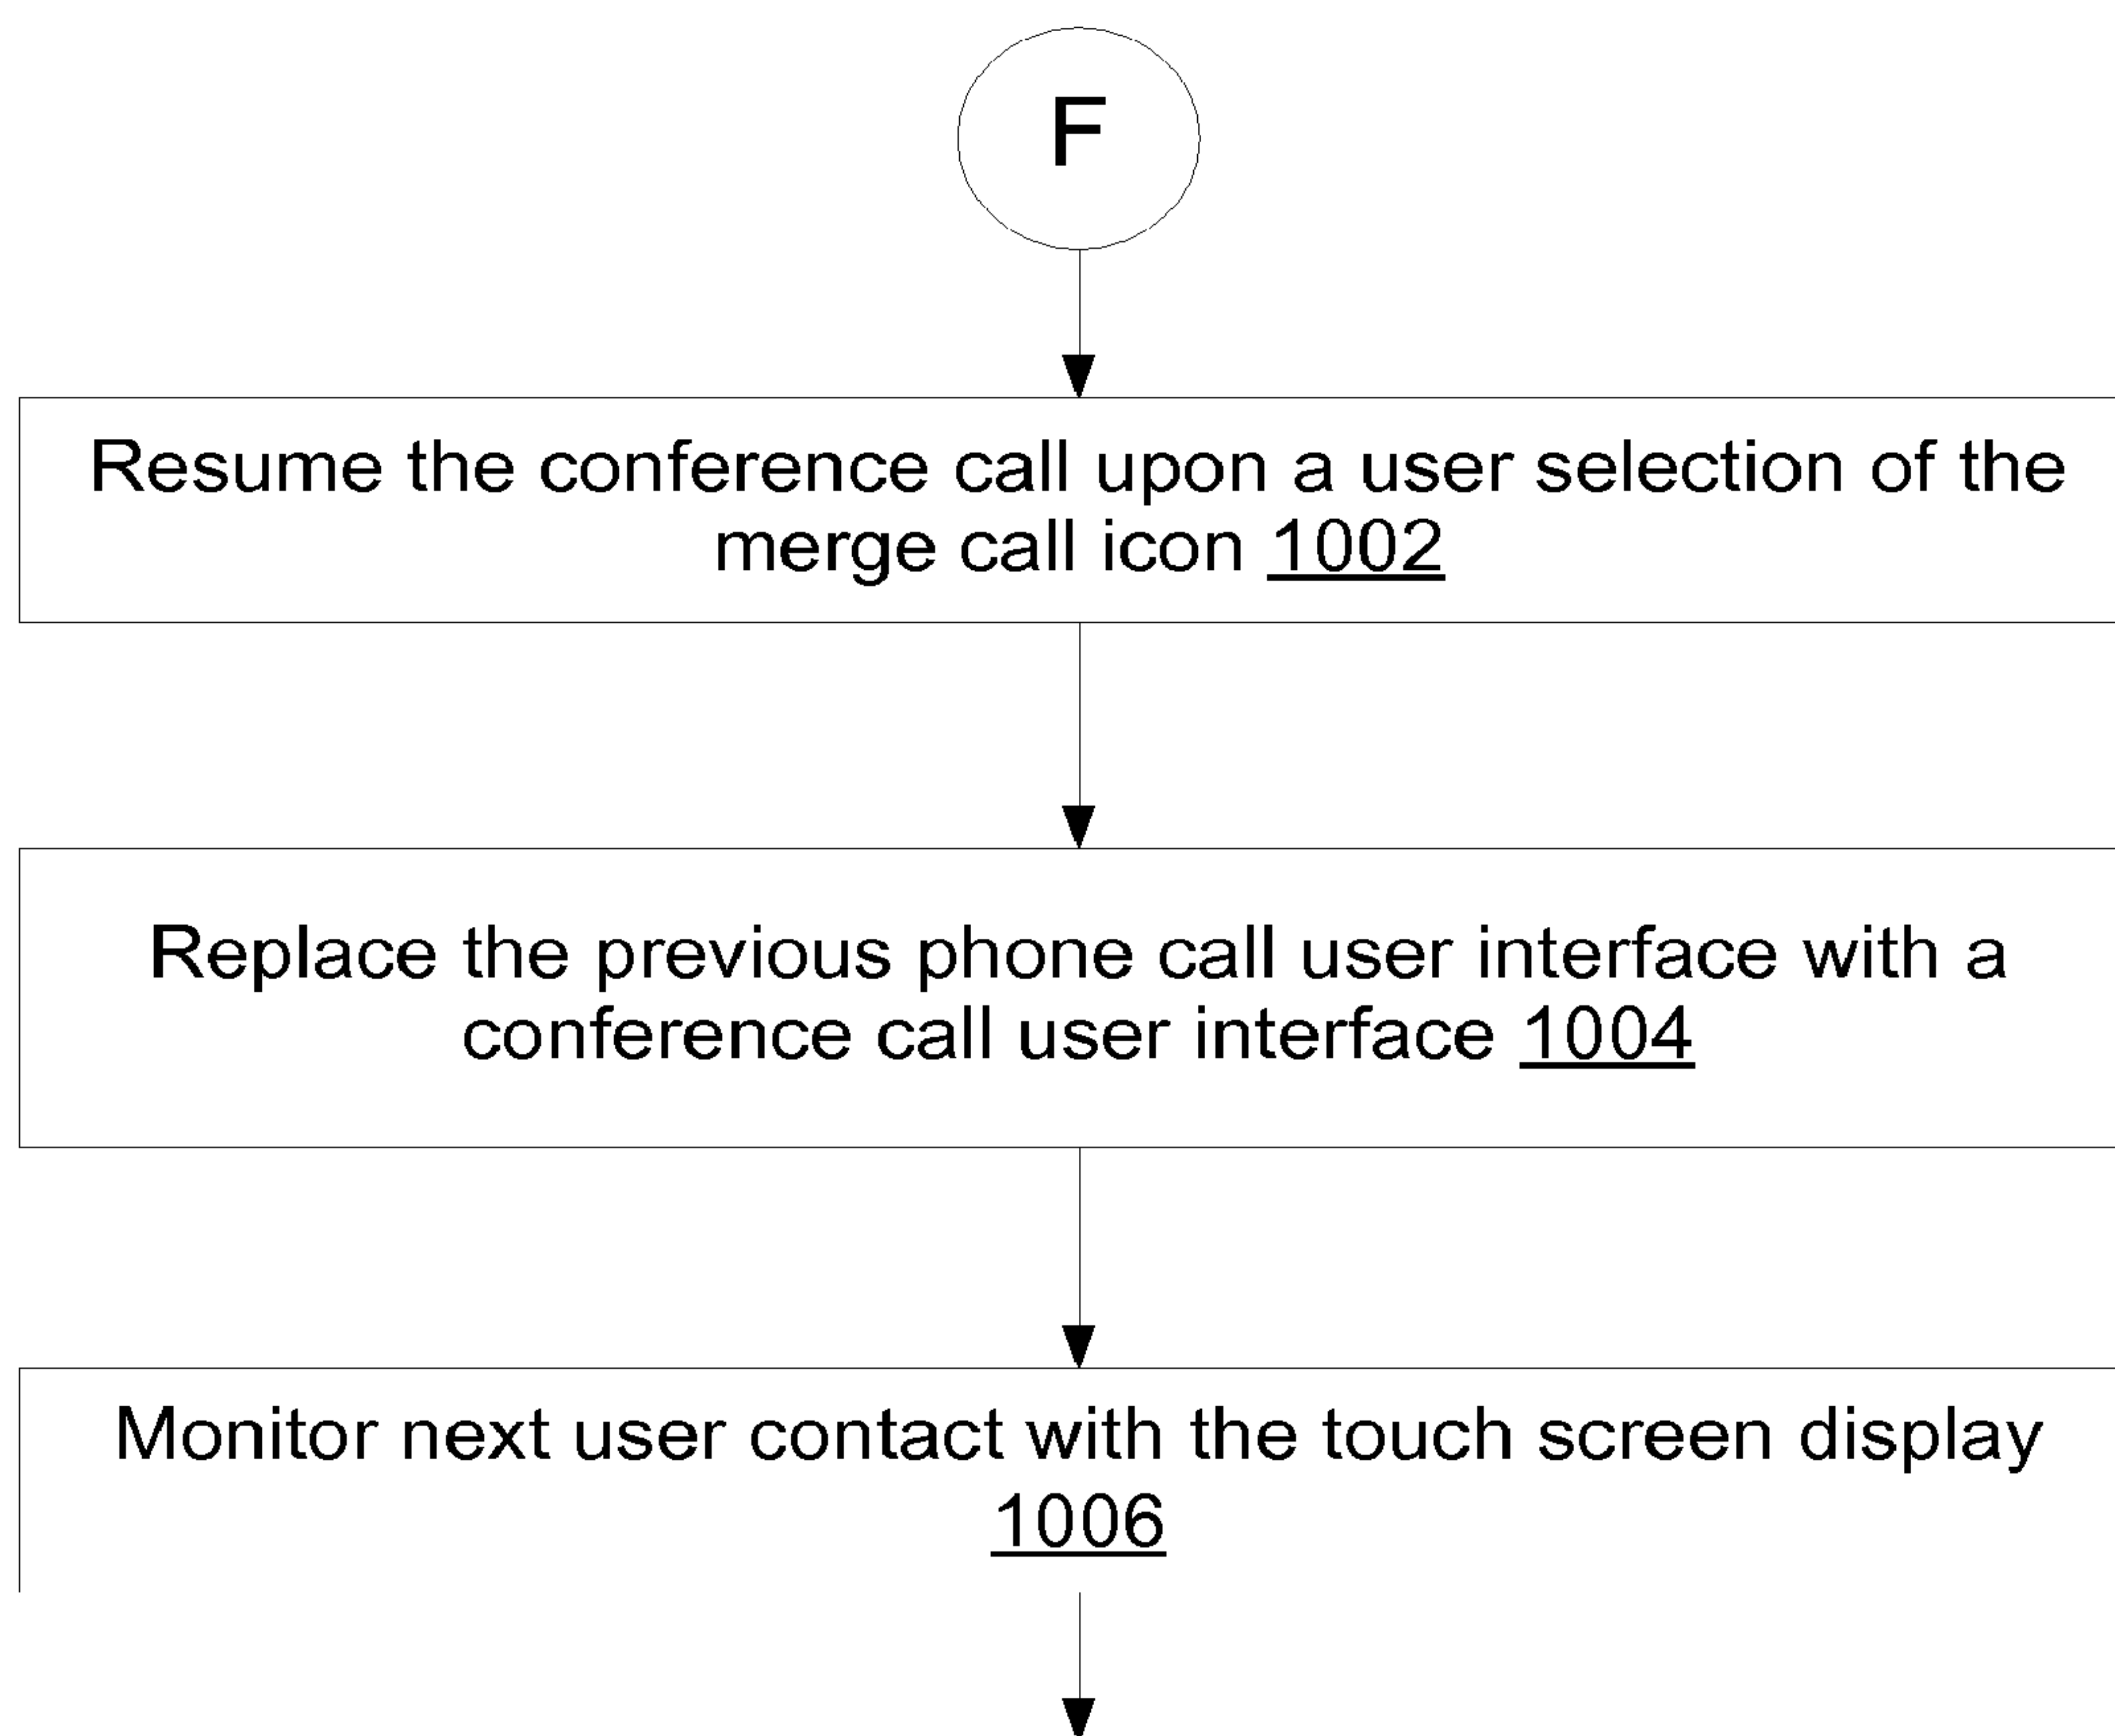 F
Resume the conference call upon a user selection of the
merge call icon 1002
Replace the previous phone call user interface with a
conference call user interface 1004
Monitor next user contact with the touch screen display
1006